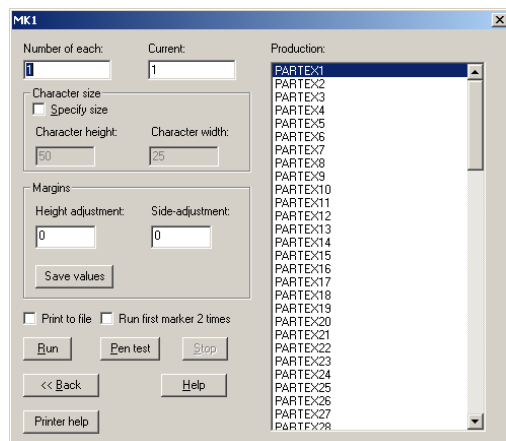 MK1
Number of each:
Current:
1
1
Character size
Specify size
Character height:
Character width:
50
25
Margins
Height adjustment:
Side-adjustment:
0
0
Save values
Print to file
Run first marker 2 times
Run
Pen test
Stop
<< Back
Help
Printer help
Production:
PARTEX1
PARTEX2
PARTEX3
PARTEX4
PARTEX5
PARTEX6
PARTEX7
PARTEX8
PARTEX9
PARTEX10
PARTEX11
PARTEX12
PARTEX13
PARTEX14
PARTEX15
PARTEX16
PARTEX17
PARTEX18
PARTEX19
PARTEX20
PARTEX21
PARTEX22
PARTEX23
PARTEX24
PARTEX25
PARTEX26
PARTEX27
PARTEX28